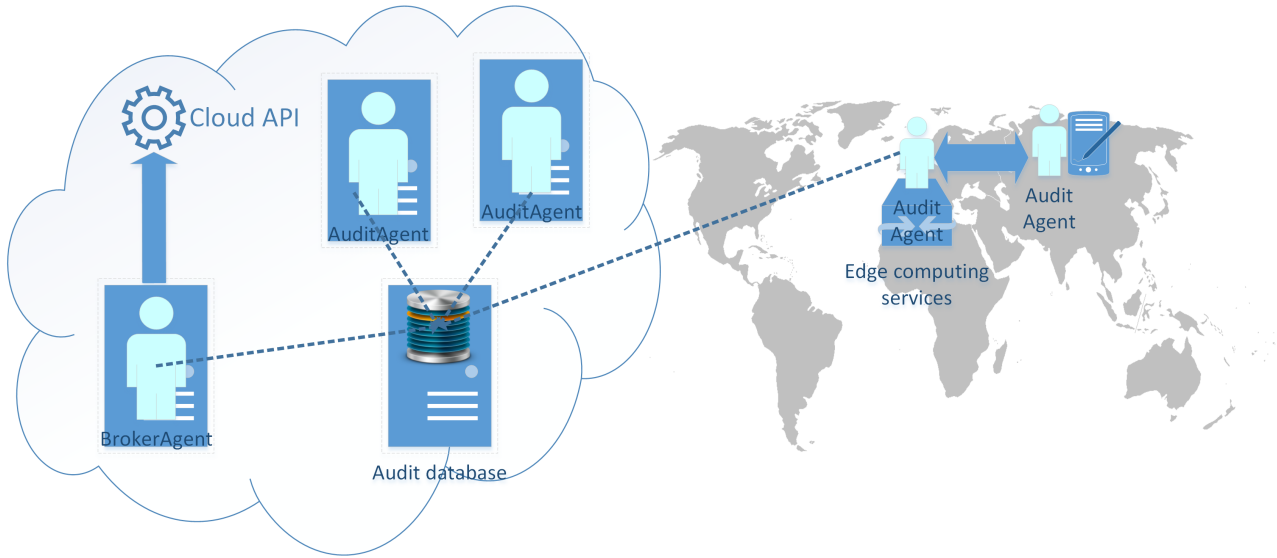 Cloud API
AuditAgent
AuditAgent
BrokerAgent
Audit database
Audit
Agent
Edge computing
services
Audit
Agent